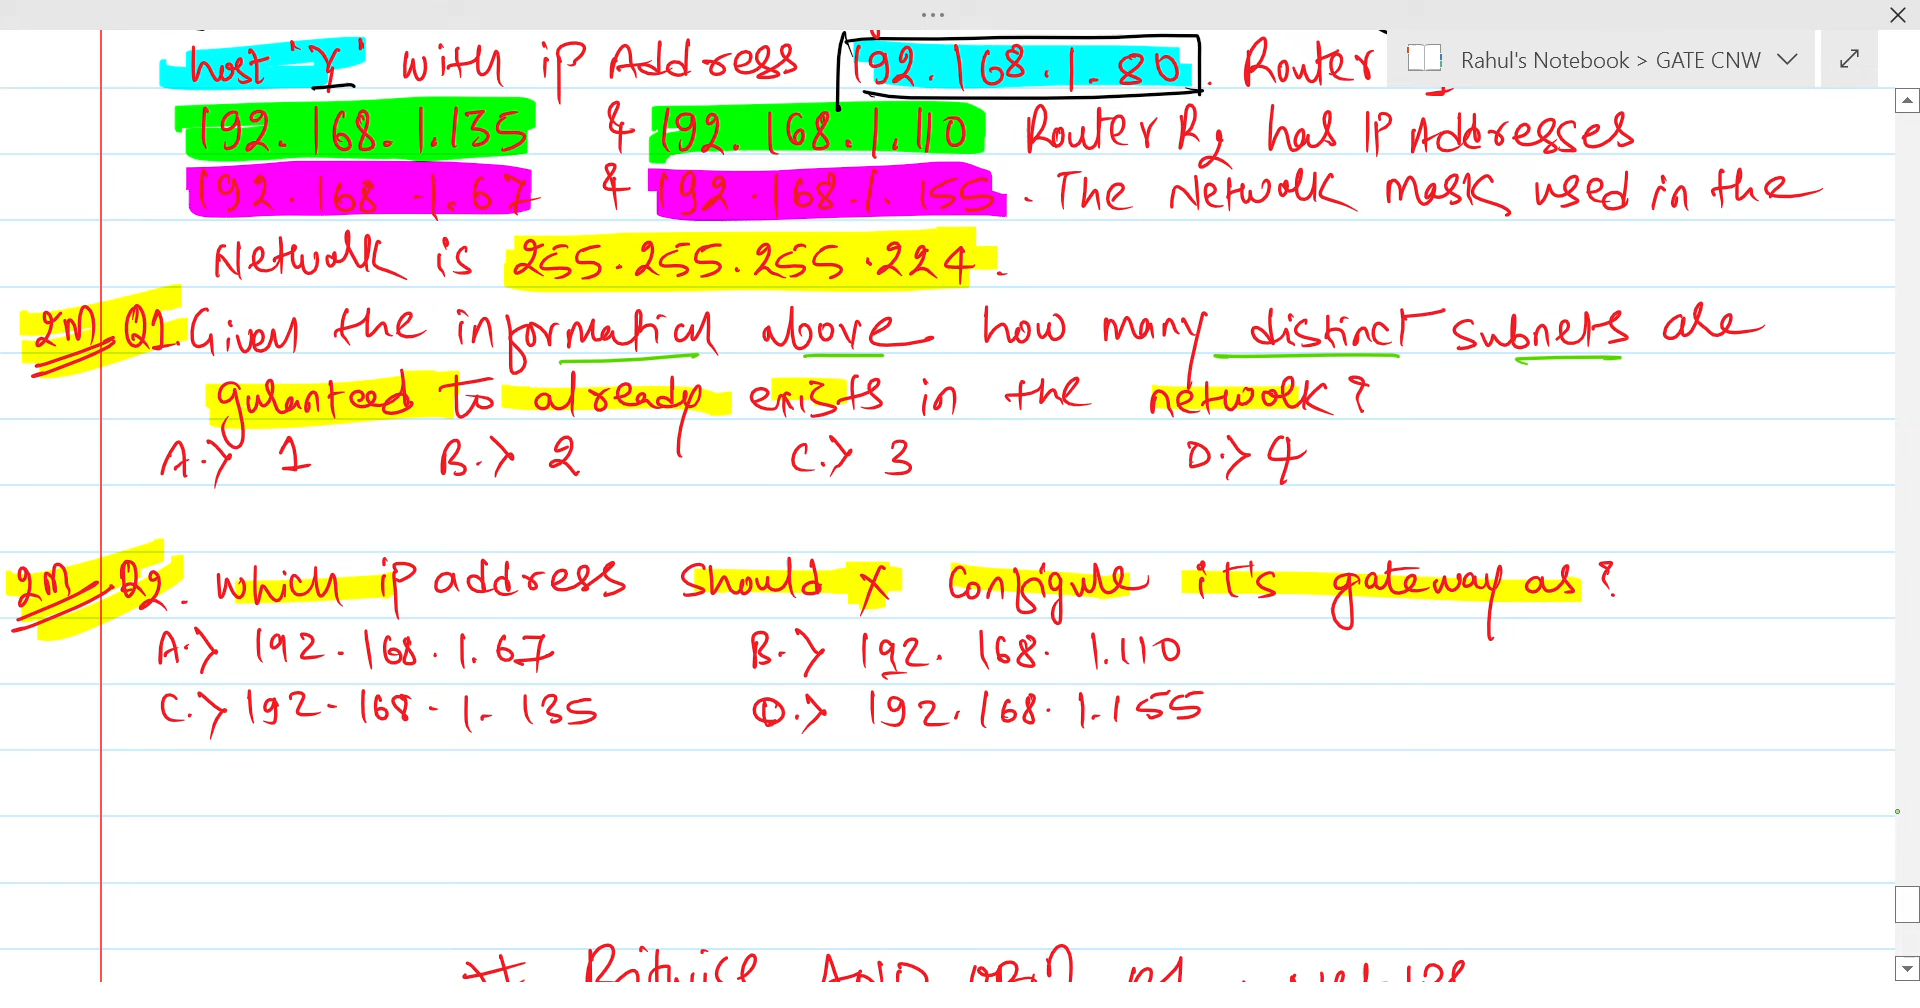 Rahul's Notebook > GATE CNW
host "Y" with iP Address 192.168.1.80. Router
192.168.1.135 & 192.168.1.110 Router R2 has IP Addresses
192.168.1.67 & 192.168.1.155. The Network mask used in the
Network is 255.255.255.224.
2M Q1. Given the information above how many distinct subnets are
guranteed to already exists in the network?
A.> 1 B.> 2 C.> 3 D.> 4
2M Q2. which ip address should X configure it's gateway as?
A.> 192.168.1.67 B.> 192.168.1.110
C.> 192.168.1.135 D.> 192.168.1.155